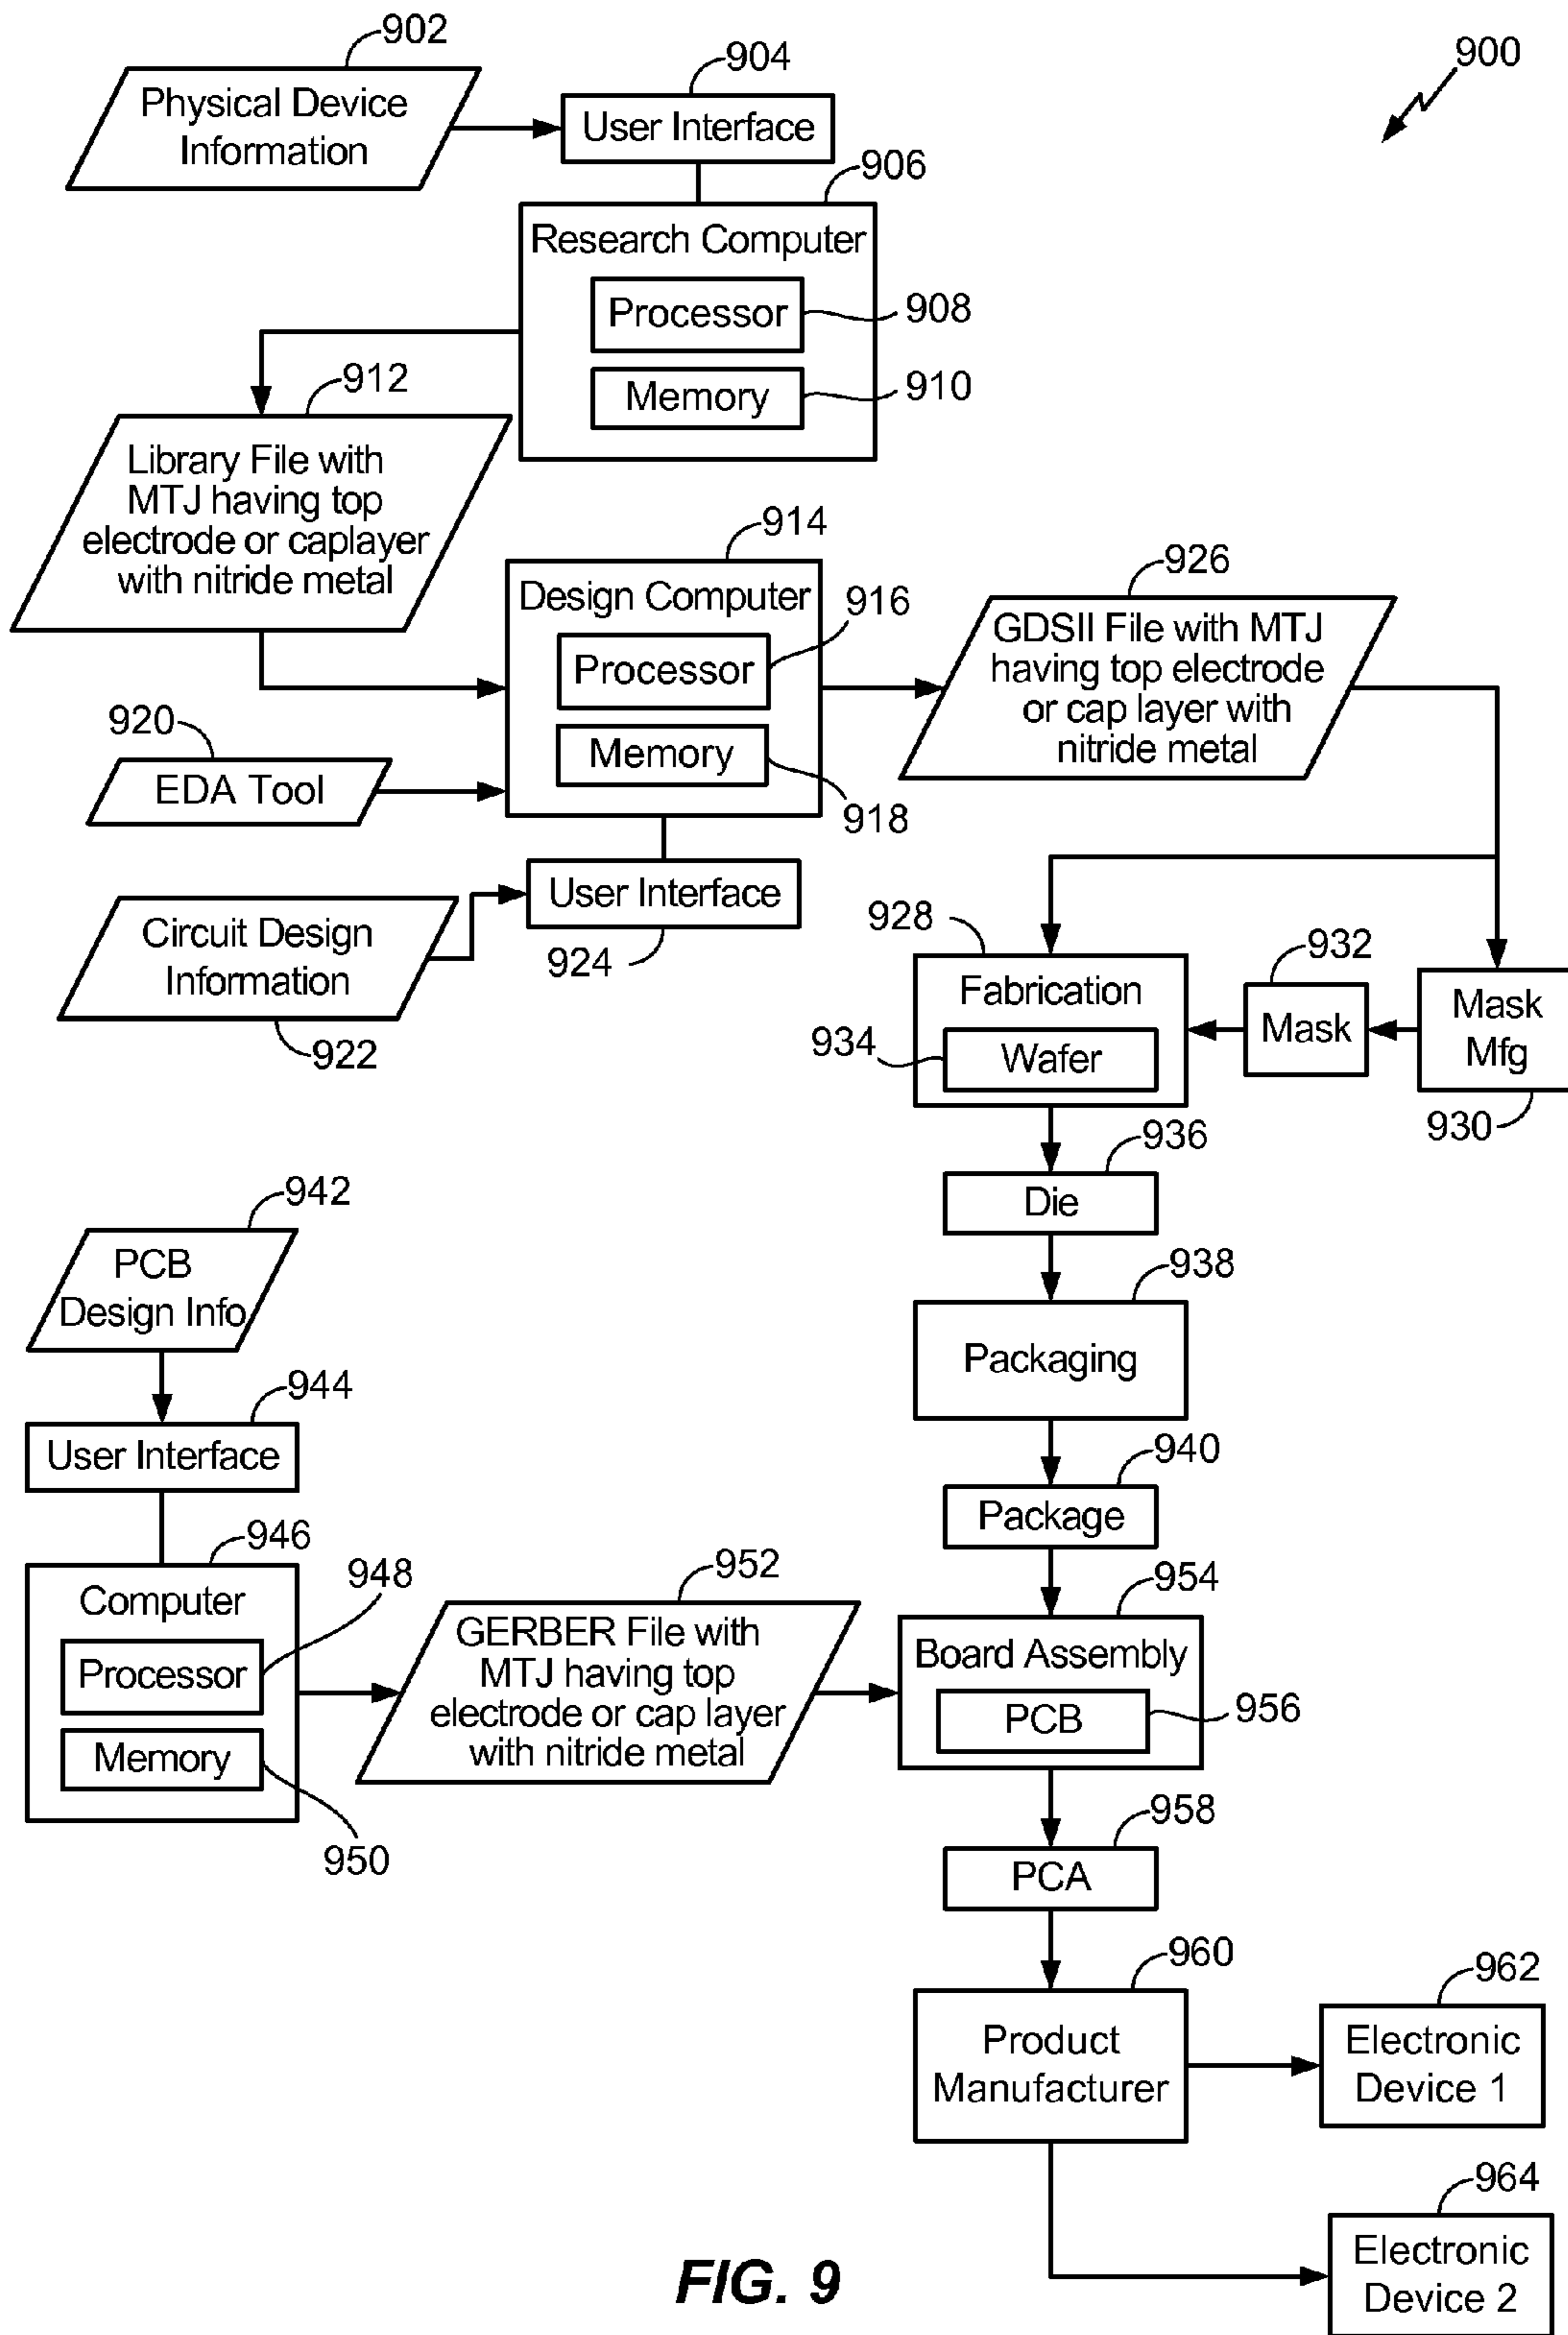 902
904
900
Physical Device
Information
User Interface
906
Research Computer
Processor
908
Memory
910
912
Library File with
MTJ having top
electrode or caplayer
with nitride metal
914
926
Design Computer
916
Processor
Memory
918
GDSII File with MTJ
having top electrode
or cap layer with
nitride metal
920
EDA Tool
User Interface
924
Circuit Design
Information
922
928
Fabrication
934
Wafer
932
Mask
Mask
Mfg
930
936
Die
938
Packaging
940
Package
942
PCB
Design Info
944
User Interface
946
Computer
948
Processor
Memory
950
952
GERBER File with
MTJ having top
electrode or cap layer
with nitride metal
954
Board Assembly
PCB
956
958
PCA
960
Product
Manufacturer
962
Electronic
Device 1
964
Electronic
Device 2
FIG. 9